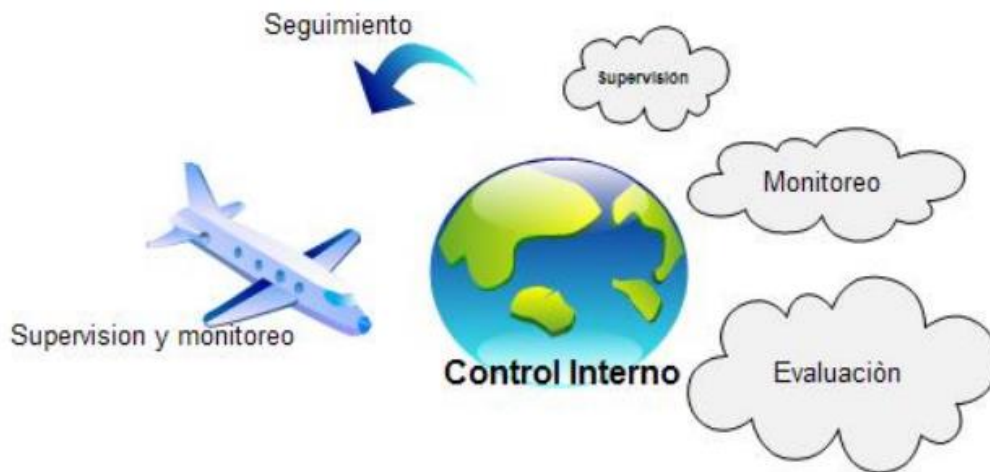 Seguimiento
Supervisión
Monitoreo
Supervision y monitoreo
Control Interno
Evaluaciòn